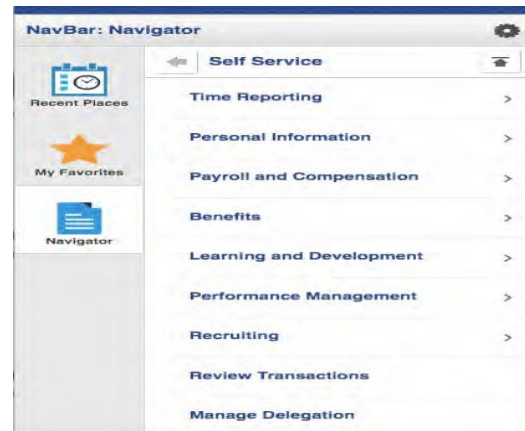 NavBar: Navigator
Recent Places
My Favorites
Navigator
Self Service
Time Reporting
Personal Information
Payroll and Compensation
Benefits
Learning and Development
Performance Management
Recruiting
Review Transactions
Manage Delegation